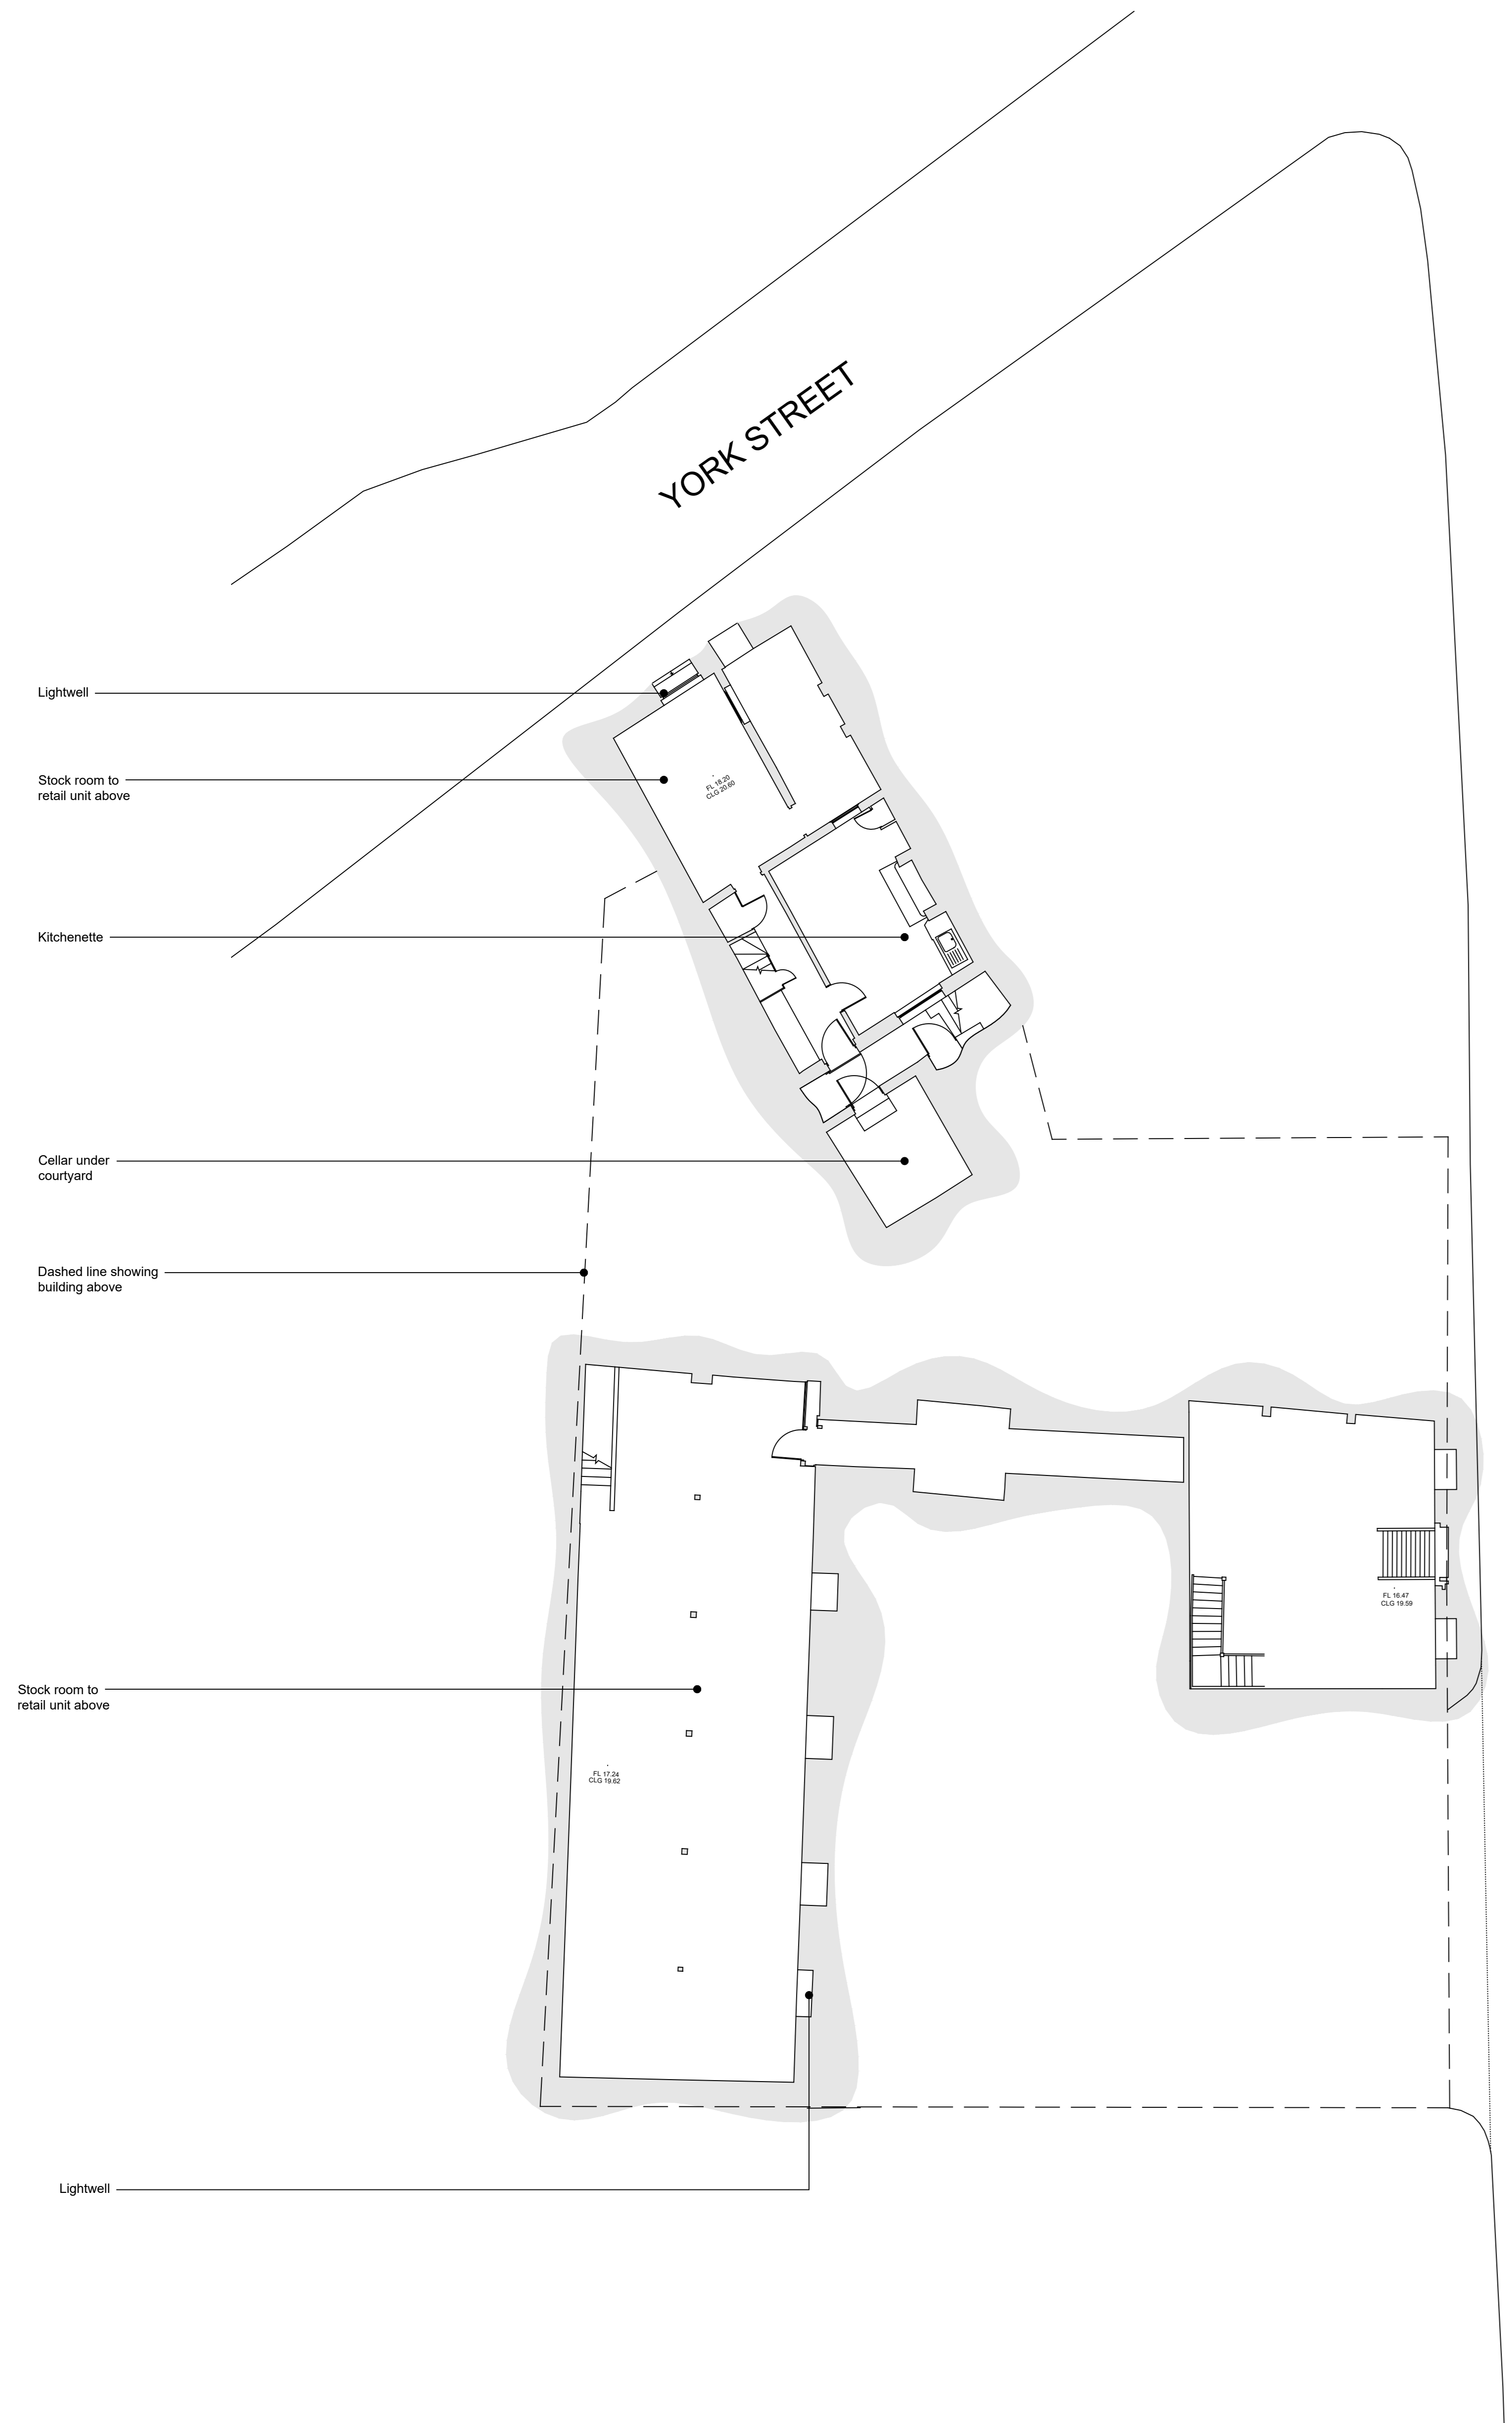 YORK STREET
Lightwell
Stock room to
retail unit above
FL 18.20
CLG 20.60
Kitchenette
Cellar under
courtyard
Dashed line showing
building above
FL 16.47
CLG 19.59
Stock room to
retail unit above
FL 17.24
CLG 19.62
Lightwell